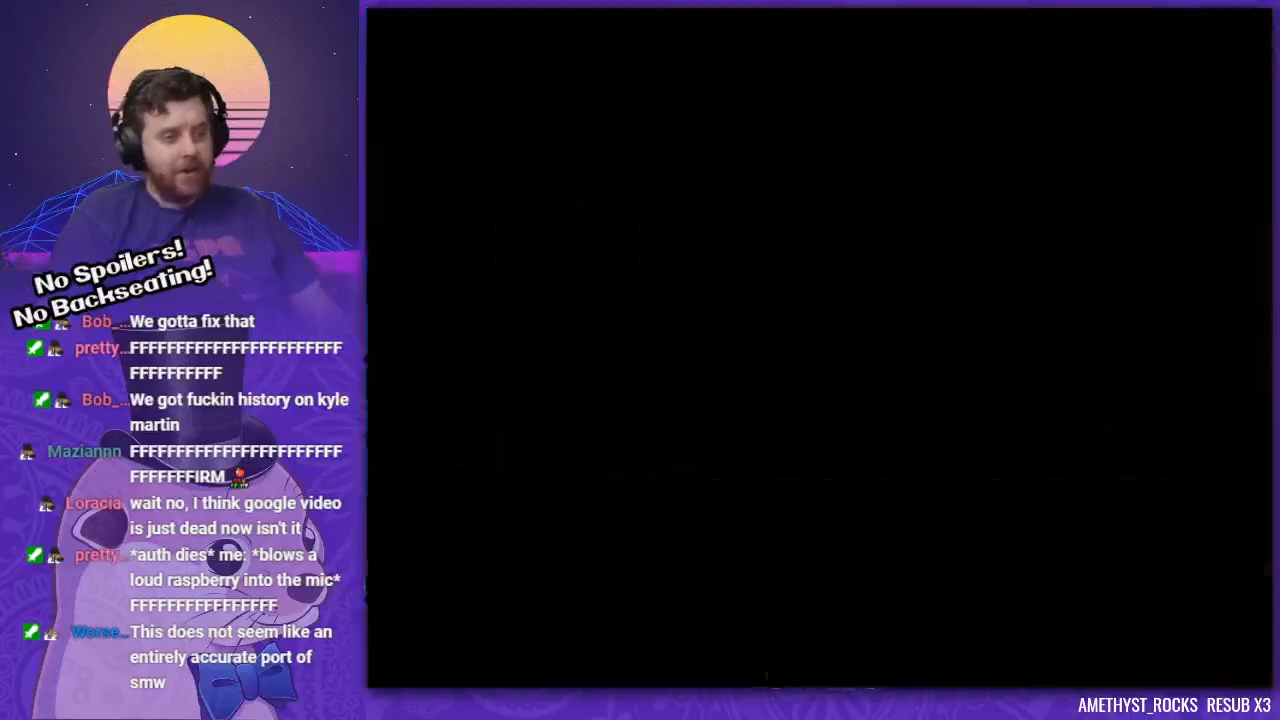 No Spoilers!
No Backseating!
Bob_...We gotta fix that
pretty...FFFFFFFFFFFFFFFFFFFFFFF
FFFFFFFFFF
Bob_...We got fuckin history on kyle
martin
Maziannn FFFFFFFFFFFFFFFFFFFFFFF
FFFFFFFIRM
Loracia wait no, I think google video
is just dead now isn't it
pretty...*auth dies* me: *blows a
loud raspberry into the mic*
FFFFFFFFFFFFFFFF
Worse...This does not seem like an
entirely accurate port of
smw
AMETHYST_ROCKS RESUB X3